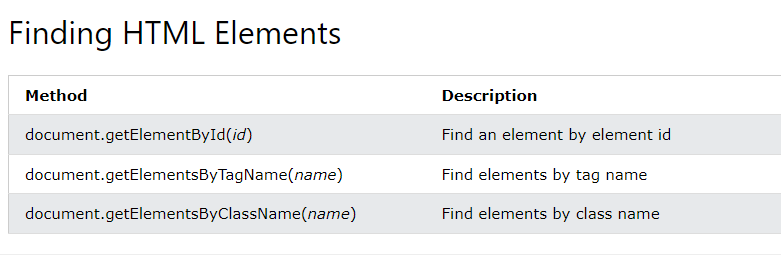 Finding HTML Elements
Method Description
document.getElementById(id) Find an element by element id
document.getElementsByTagName(name) Find elements by tag name
document.getElementsByClassName(name) Find elements by class name